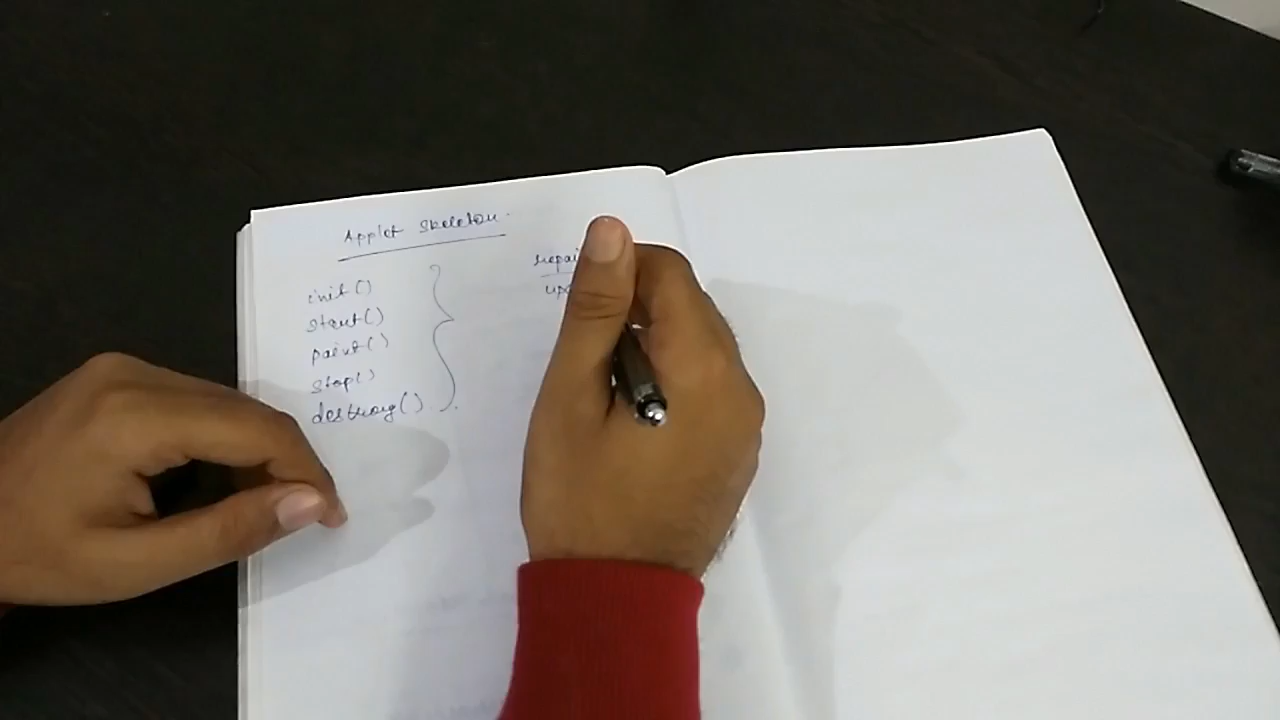 Applet Skeleton.
init()
start()
paint()
stop()
destroy()